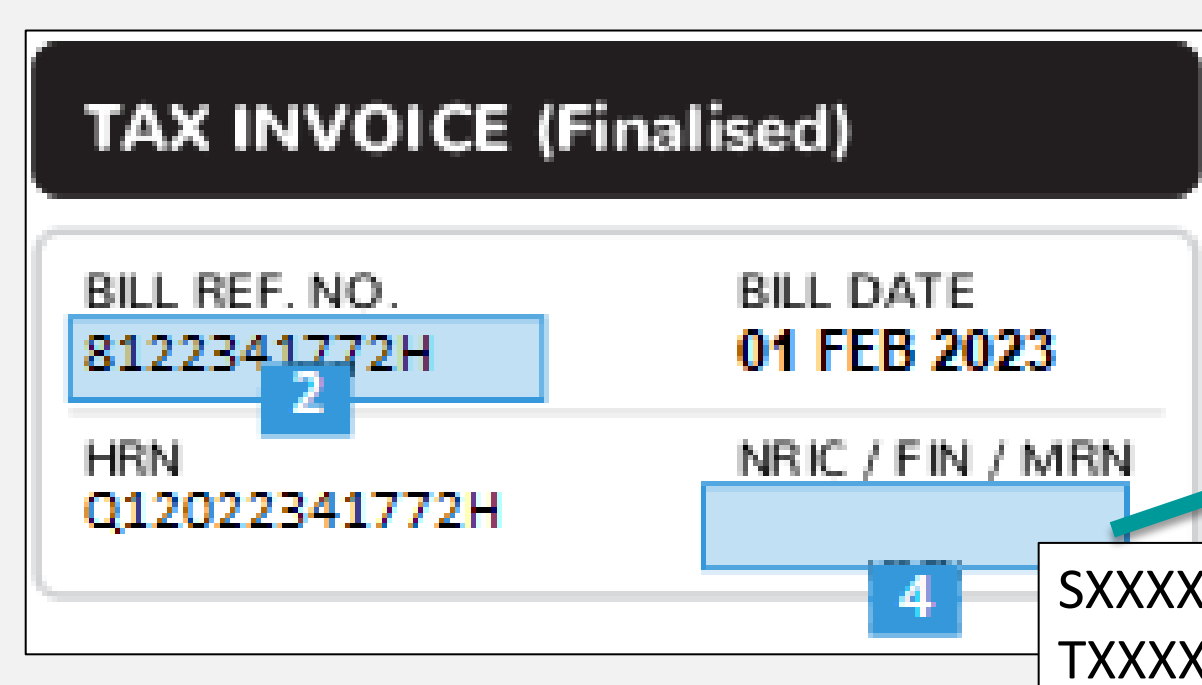 TAX INVOICE (Finalised)
BILL REF. NO.
8122341772H
2
BILL DATE
01 FEB 2023
HRN
Q12022341772H
NRIC / FIN / MRN
4
SXXXX
TXXXX